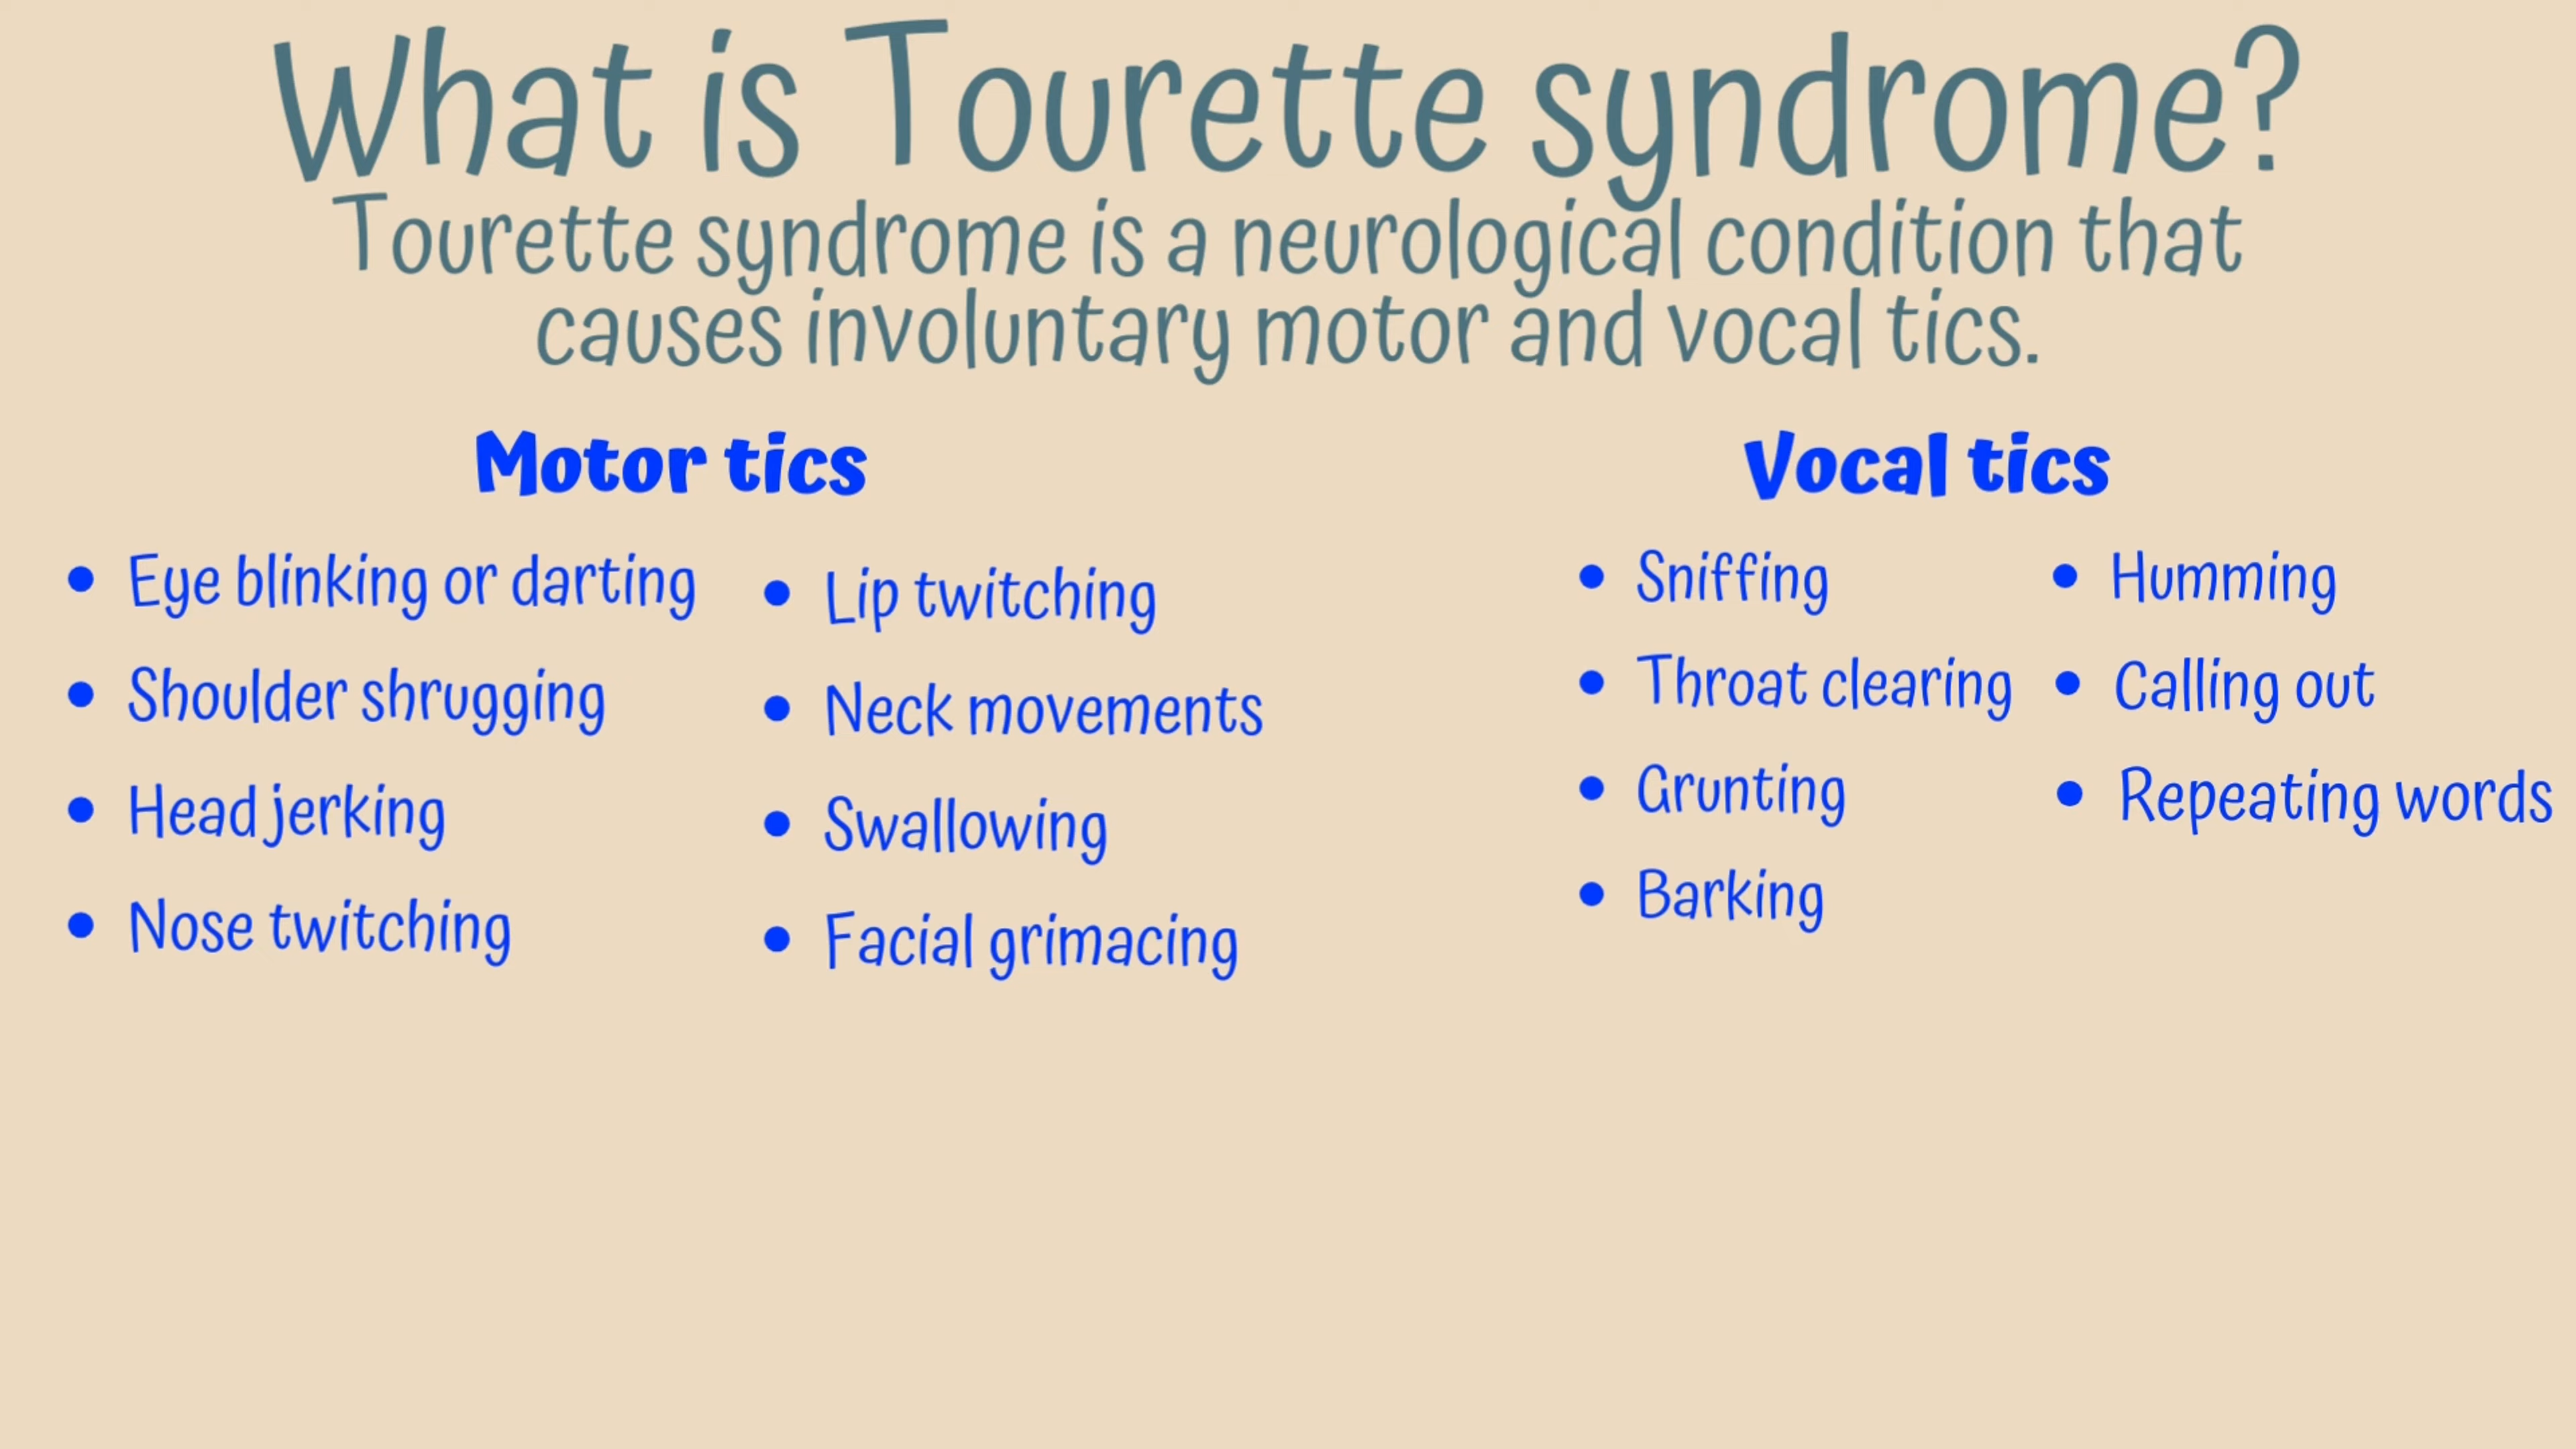 What is Tourette syndrome?
Tourette syndrome is a neurological condition that
causes involuntary motor and vocal tics.
Motor tics
Eye blinking or darting
Shoulder shrugging
Head jerking
Nose twitching
Lip twitching
Neck movements
Swallowing
Facial grimacing
Vocal tics
Sniffing
Throat clearing
Grunting
Barking
Humming
Calling out
Repeating words